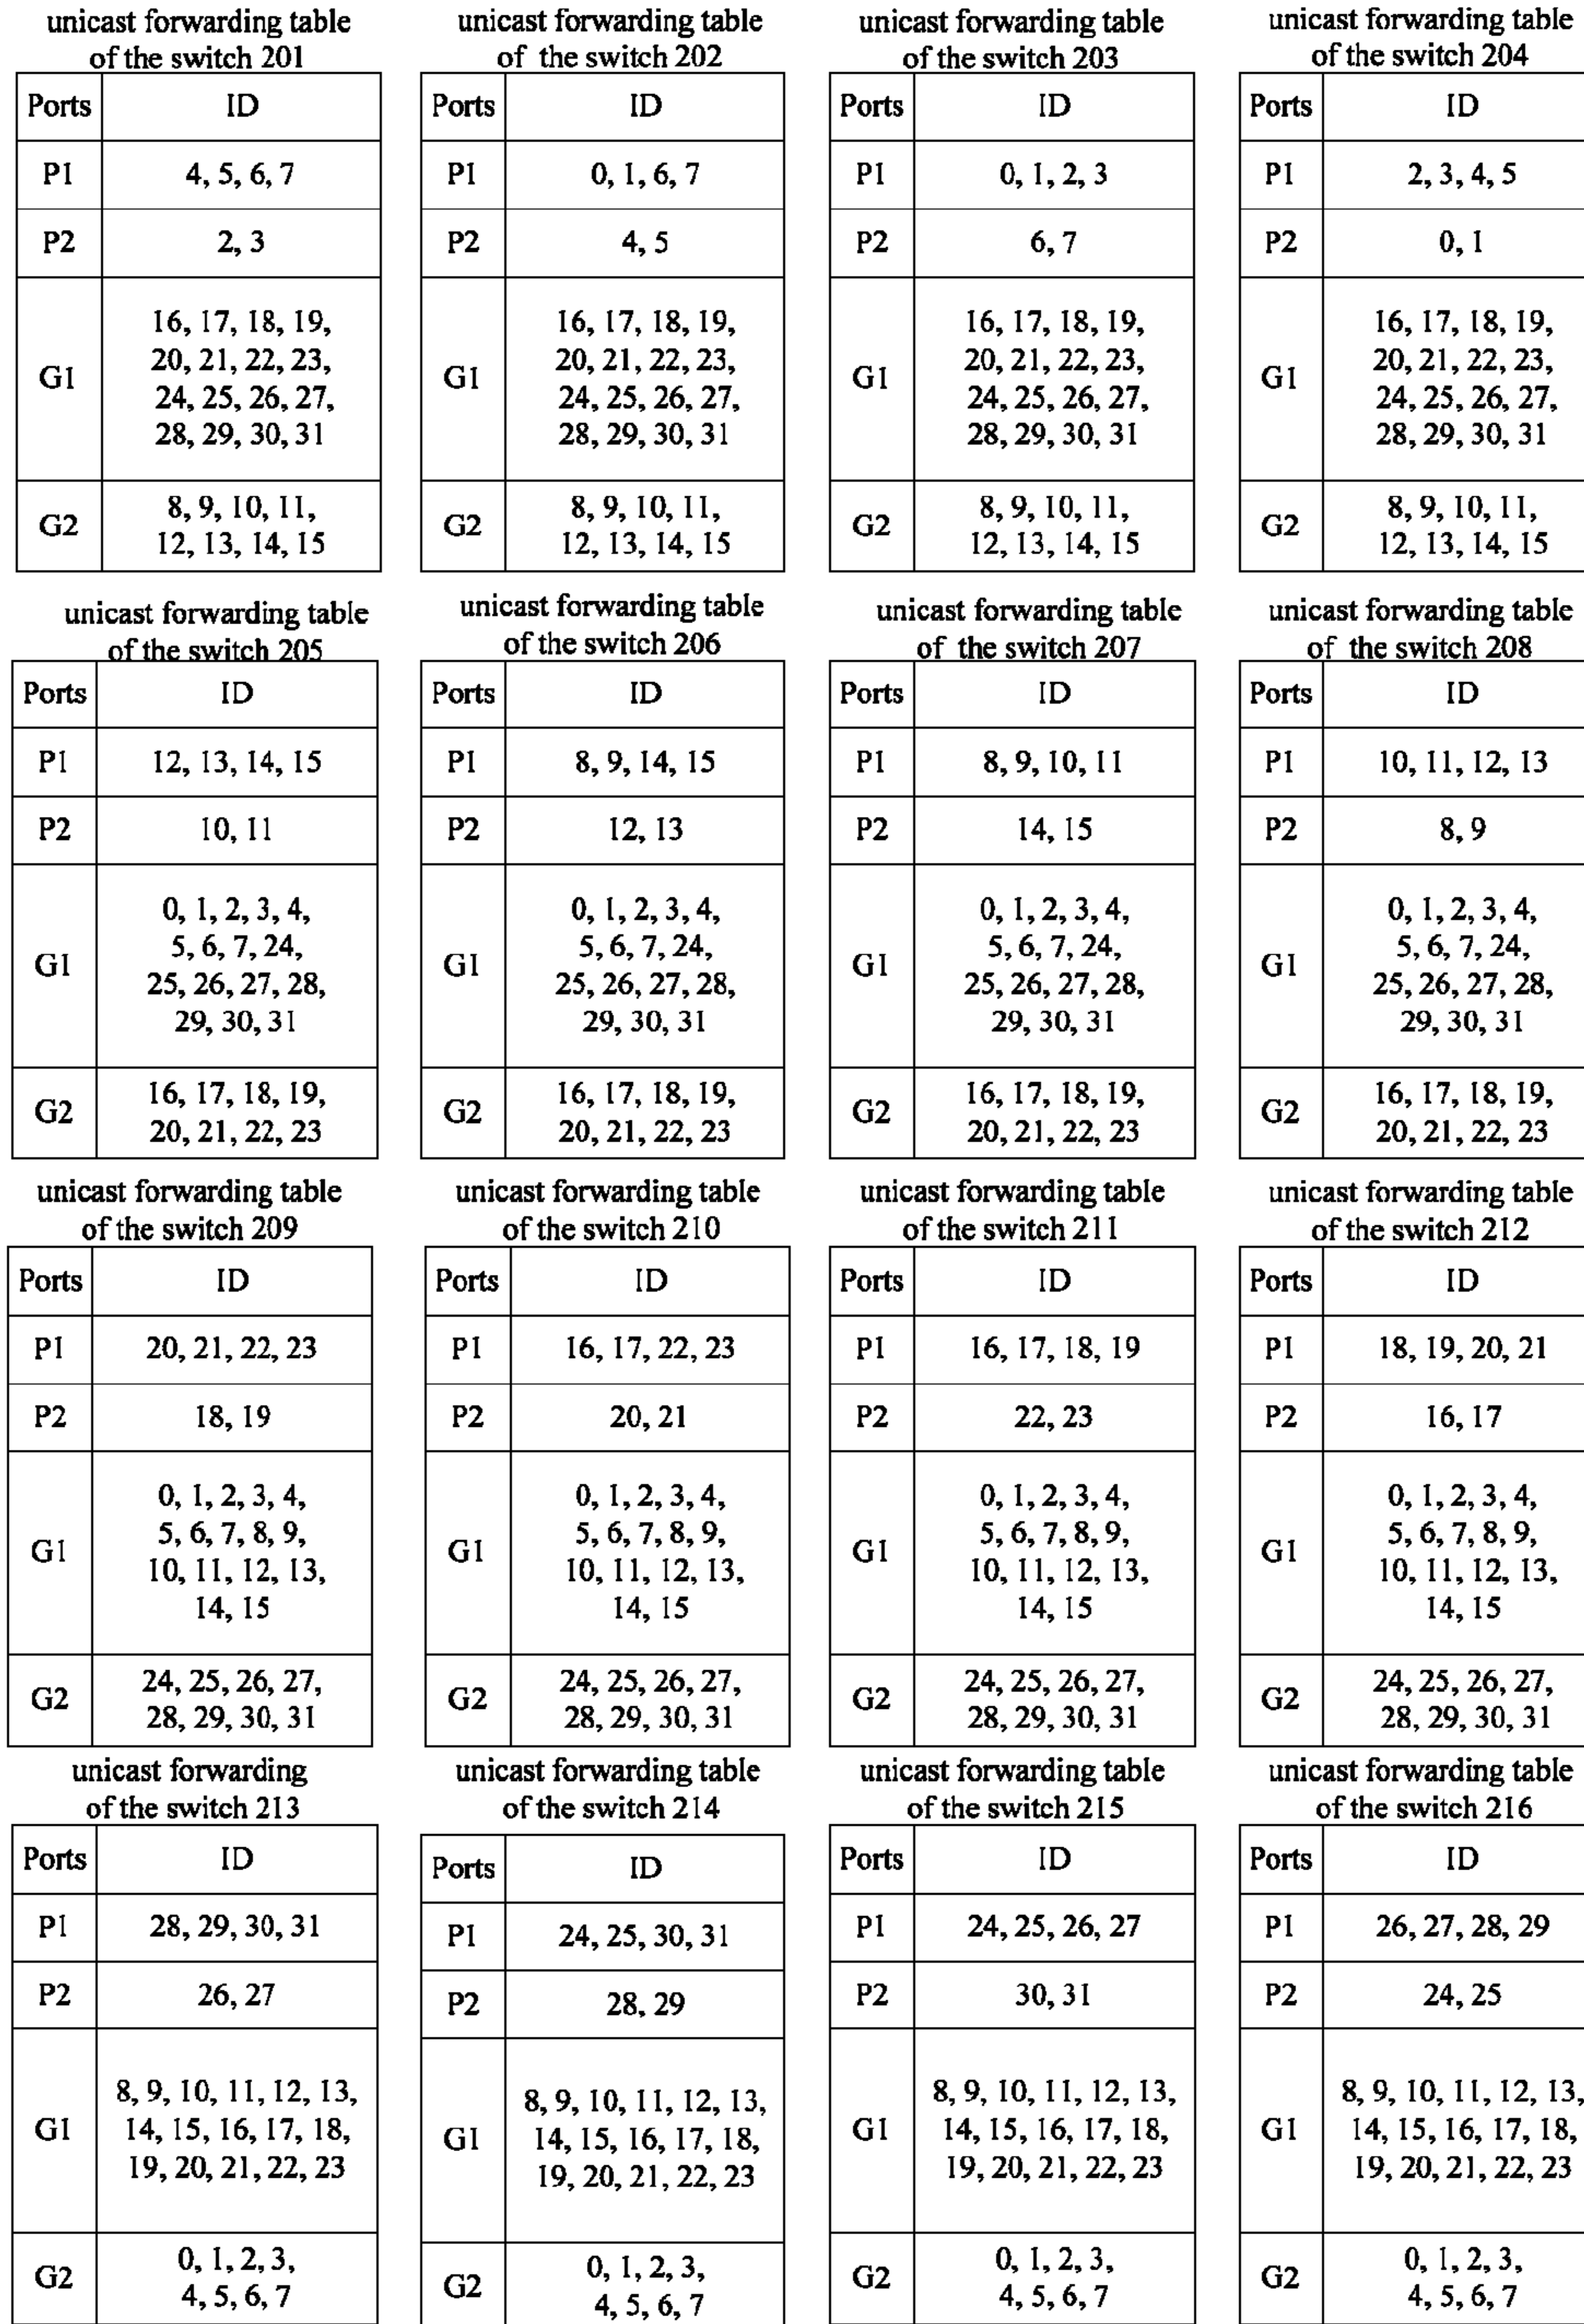 unicast forwarding table
of the switch 201
Ports ID
P1 4, 5, 6, 7
P2 2, 3
G1 16, 17, 18, 19,
20, 21, 22, 23,
24, 25, 26, 27,
28, 29, 30, 31
G2 8, 9, 10, 11,
12, 13, 14, 15
unicast forwarding table
of the switch 202
Ports ID
P1 0, 1, 6, 7
P2 4, 5
G1 16, 17, 18, 19,
20, 21, 22, 23,
24, 25, 26, 27,
28, 29, 30, 31
G2 8, 9, 10, 11,
12, 13, 14, 15
unicast forwarding table
of the switch 203
Ports ID
P1 0, 1, 2, 3
P2 6, 7
G1 16, 17, 18, 19,
20, 21, 22, 23,
24, 25, 26, 27,
28, 29, 30, 31
G2 8, 9, 10, 11,
12, 13, 14, 15
unicast forwarding table
of the switch 204
Ports ID
P1 2, 3, 4, 5
P2 0, 1
G1 16, 17, 18, 19,
20, 21, 22, 23,
24, 25, 26, 27,
28, 29, 30, 31
G2 8, 9, 10, 11,
12, 13, 14, 15
unicast forwarding table
of the switch 205
Ports ID
P1 12, 13, 14, 15
P2 10, 11
G1 0, 1, 2, 3, 4,
5, 6, 7, 24,
25, 26, 27, 28,
29, 30, 31
G2 16, 17, 18, 19,
20, 21, 22, 23
unicast forwarding table
of the switch 206
Ports ID
P1 8, 9, 14, 15
P2 12, 13
G1 0, 1, 2, 3, 4,
5, 6, 7, 24,
25, 26, 27, 28,
29, 30, 31
G2 16, 17, 18, 19,
20, 21, 22, 23
unicast forwarding table
of the switch 207
Ports ID
P1 8, 9, 10, 11
P2 14, 15
G1 0, 1, 2, 3, 4,
5, 6, 7, 24,
25, 26, 27, 28,
29, 30, 31
G2 16, 17, 18, 19,
20, 21, 22, 23
unicast forwarding table
of the switch 208
Ports ID
P1 10, 11, 12, 13
P2 8, 9
G1 0, 1, 2, 3, 4,
5, 6, 7, 24,
25, 26, 27, 28,
29, 30, 31
G2 16, 17, 18, 19,
20, 21, 22, 23
unicast forwarding table
of the switch 209
Ports ID
P1 20, 21, 22, 23
P2 18, 19
G1 0, 1, 2, 3, 4,
5, 6, 7, 8, 9,
10, 11, 12, 13,
14, 15
G2 24, 25, 26, 27,
28, 29, 30, 31
unicast forwarding table
of the switch 210
Ports ID
P1 16, 17, 22, 23
P2 20, 21
G1 0, 1, 2, 3, 4,
5, 6, 7, 8, 9,
10, 11, 12, 13,
14, 15
G2 24, 25, 26, 27,
28, 29, 30, 31
unicast forwarding table
of the switch 211
Ports ID
P1 16, 17, 18, 19
P2 22, 23
G1 0, 1, 2, 3, 4,
5, 6, 7, 8, 9,
10, 11, 12, 13,
14, 15
G2 24, 25, 26, 27,
28, 29, 30, 31
unicast forwarding table
of the switch 212
Ports ID
P1 18, 19, 20, 21
P2 16, 17
G1 0, 1, 2, 3, 4,
5, 6, 7, 8, 9,
10, 11, 12, 13,
14, 15
G2 24, 25, 26, 27,
28, 29, 30, 31
unicast forwarding
of the switch 213
Ports ID
P1 28, 29, 30, 31
P2 26, 27
G1 8, 9, 10, 11, 12, 13,
14, 15, 16, 17, 18,
19, 20, 21, 22, 23
G2 0, 1, 2, 3,
4, 5, 6, 7
unicast forwarding table
of the switch 214
Ports ID
P1 24, 25, 30, 31
P2 28, 29
G1 8, 9, 10, 11, 12, 13,
14, 15, 16, 17, 18,
19, 20, 21, 22, 23
G2 0, 1, 2, 3,
4, 5, 6, 7
unicast forwarding table
of the switch 215
Ports ID
P1 24, 25, 26, 27
P2 30, 31
G1 8, 9, 10, 11, 12, 13,
14, 15, 16, 17, 18,
19, 20, 21, 22, 23
G2 0, 1, 2, 3,
4, 5, 6, 7
unicast forwarding table
of the switch 216
Ports ID
P1 26, 27, 28, 29
P2 24, 25
G1 8, 9, 10, 11, 12, 13,
14, 15, 16, 17, 18,
19, 20, 21, 22, 23
G2 0, 1, 2, 3,
4, 5, 6, 7